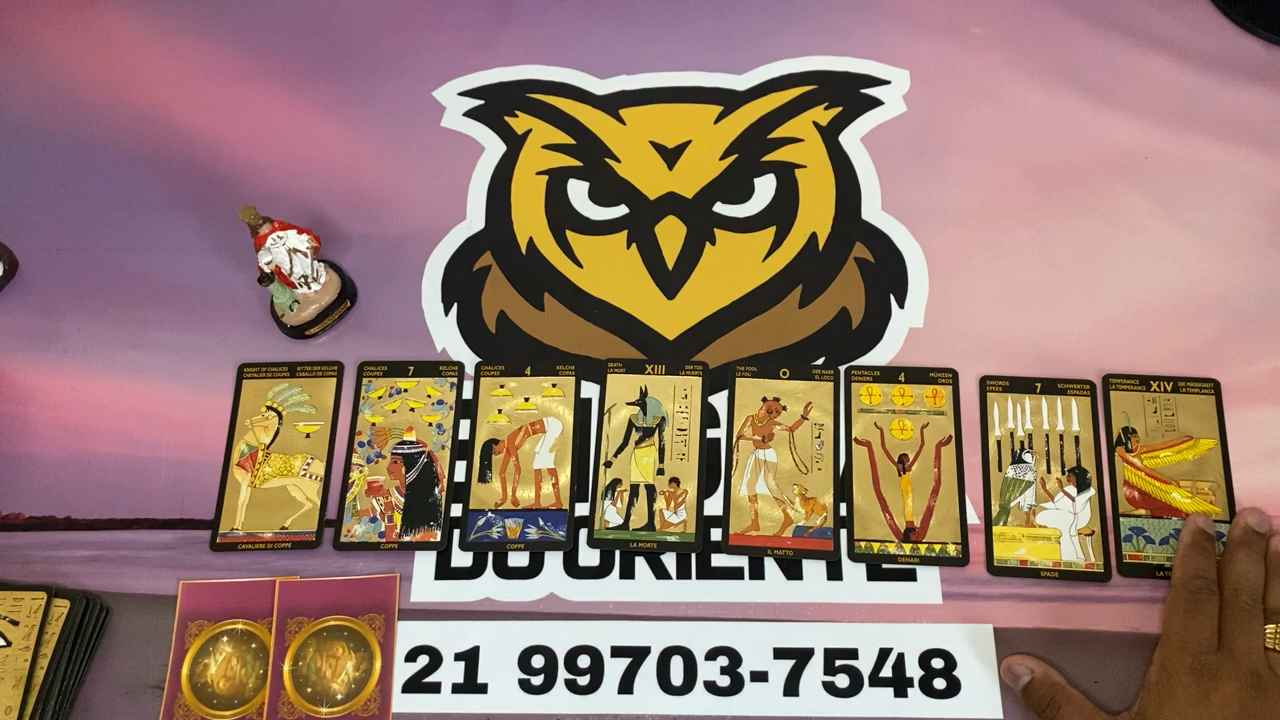 KNIGHT OF CHALICES
CHEVALIER DE COUPES
RITTER DER KELCHE
CABALLO DE COPAS
CAVALIERE DI COPPE
CHALICES
COUPES
7
KELCHE
COPAS
COPPE
CHALICES
COUPES
4
KELCHE
COPAS
COPPE
DEATH
LA MORT
XIII
DER TOD
LA MUERTE
LA MORTE
THE FOOL
LE FOU
0
DER NARR
EL LOCO
IL MATTO
PENTACLES
DENIERS
4
MÜNZEN
OROS
DENARI
SWORDS
EPEES
7
SCHWERTER
ESPADAS
SPADE
TEMPERANCE
LA TEMPERANCE
XIV
DIE MÄSSIGKEIT
LA TEMPLANZA
DO ORIENTE
21 99703-7548